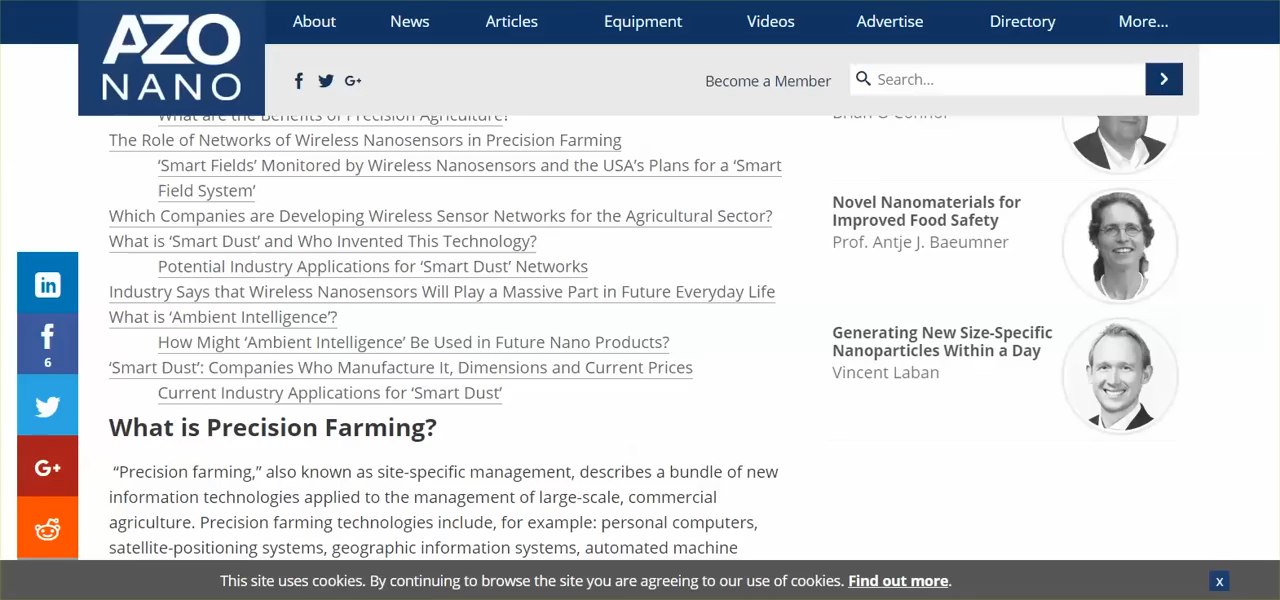 About News Articles Equipment Videos Advertise Directory More...
AZO
NANO
Become a Member
Search...
What are the Benefits of Precision Agriculture?
The Role of Networks of Wireless Nanosensors in Precision Farming
‘Smart Fields’ Monitored by Wireless Nanosensors and the USA’s Plans for a ‘Smart
Field System’
Which Companies are Developing Wireless Sensor Networks for the Agricultural Sector?
What is ‘Smart Dust’ and Who Invented This Technology?
Potential Industry Applications for ‘Smart Dust’ Networks
Industry Says that Wireless Nanosensors Will Play a Massive Part in Future Everyday Life
What is ‘Ambient Intelligence’?
How Might ‘Ambient Intelligence’ Be Used in Future Nano Products?
‘Smart Dust’: Companies Who Manufacture It, Dimensions and Current Prices
Current Industry Applications for ‘Smart Dust’
What is Precision Farming?
“Precision farming,” also known as site-specific management, describes a bundle of new
information technologies applied to the management of large-scale, commercial
agriculture. Precision farming technologies include, for example: personal computers,
satellite-positioning systems, geographic information systems, automated machine
Brian O'Connor
Novel Nanomaterials for
Improved Food Safety
Prof. Antje J. Baeumner
Generating New Size-Specific
Nanoparticles Within a Day
Vincent Laban
in
f
6
G+
This site uses cookies. By continuing to browse the site you are agreeing to our use of cookies. Find out more.
x